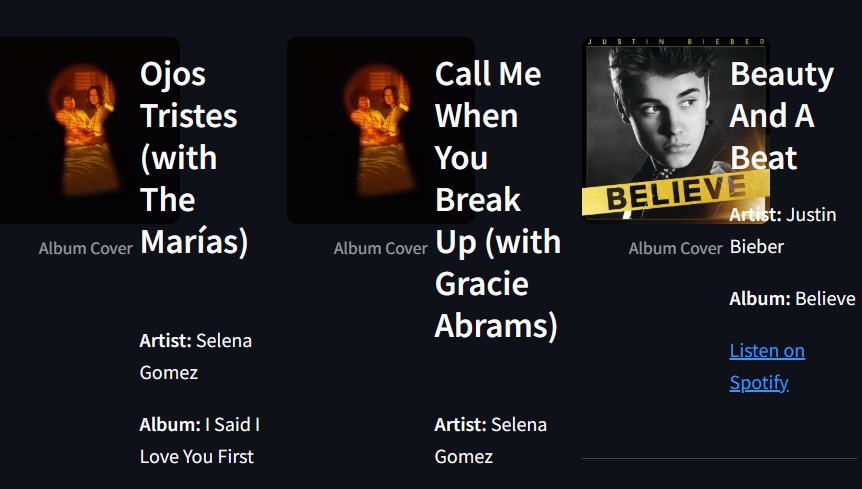 Ojos
Tristes
(with
The
Marías)
Album Cover
Artist: Selena
Gomez
Album: I Said I
Love You First
Call Me
When
You
Break
Up (with
Gracie
Abrams)
Album Cover
Artist: Selena
Gomez
JUSTIN BIEBER
BELIEVE
Beauty
And A
Beat
Album Cover
Artist: Justin
Bieber
Album: Believe
Listen on
Spotify